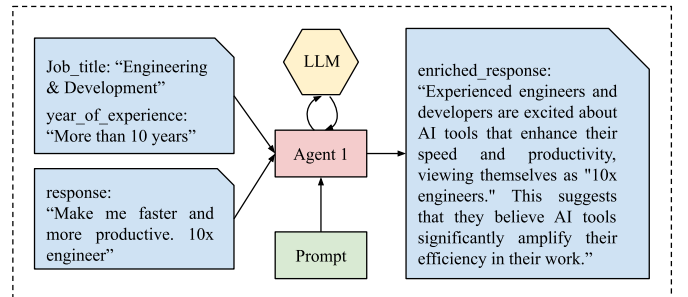 Job_title: “Engineering
& Development”
year_of_experience:
“More than 10 years”
response:
“Make me faster and
more productive. 10x
engineer”
LLM
Agent 1
Prompt
enriched_response:
“Experienced engineers and
developers are excited about
AI tools that enhance their
speed and productivity,
viewing themselves as "10x
engineers." This suggests
that they believe AI tools
significantly amplify their
efficiency in their work.”